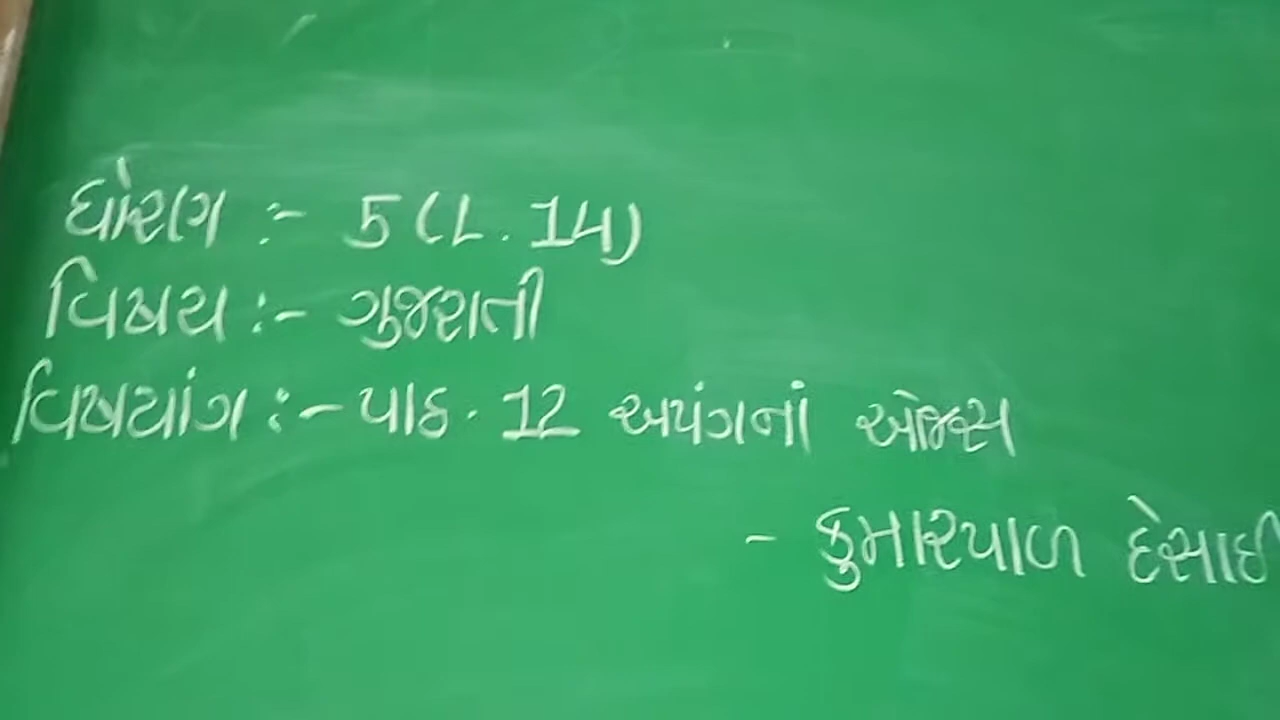 ધોરણ :- 5 (L. 14)
વિષય :- ગુજરાતી
વિષયાંગ :- પાઠ. 12 અપંગનાં ઓજસ
- કુમારપાળ દેસાઈ